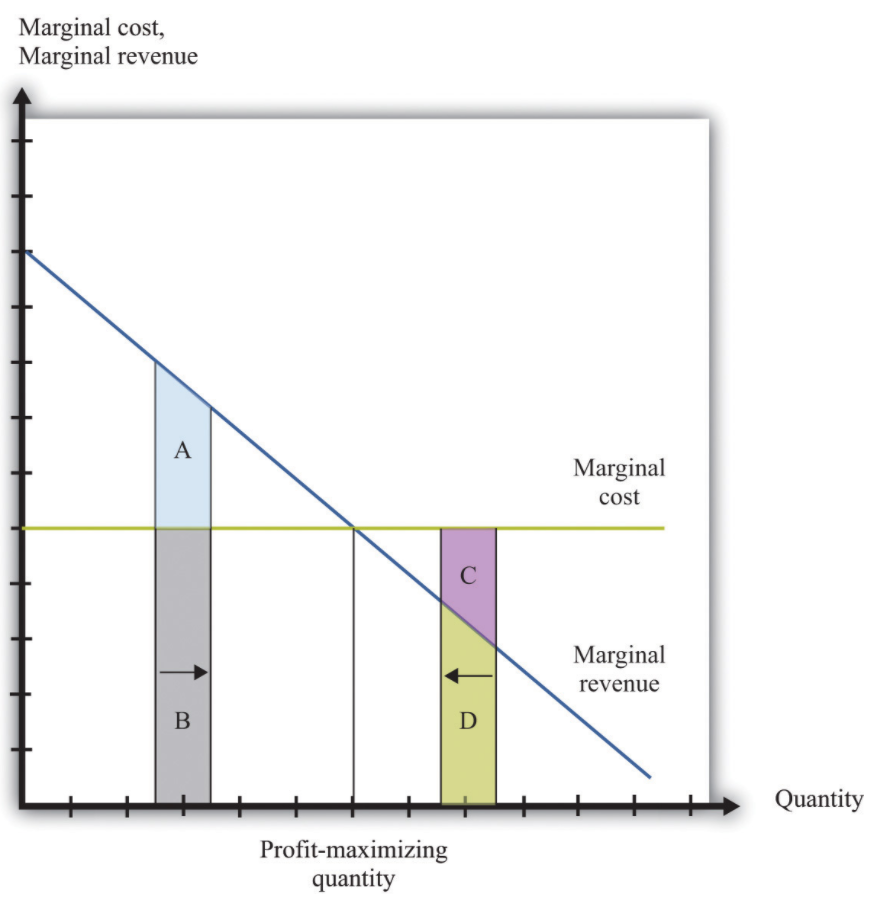 Marginal cost,
Marginal revenue
A
Marginal
cost
C
Marginal
revenue
B
D
Quantity
Profit-maximizing
quantity